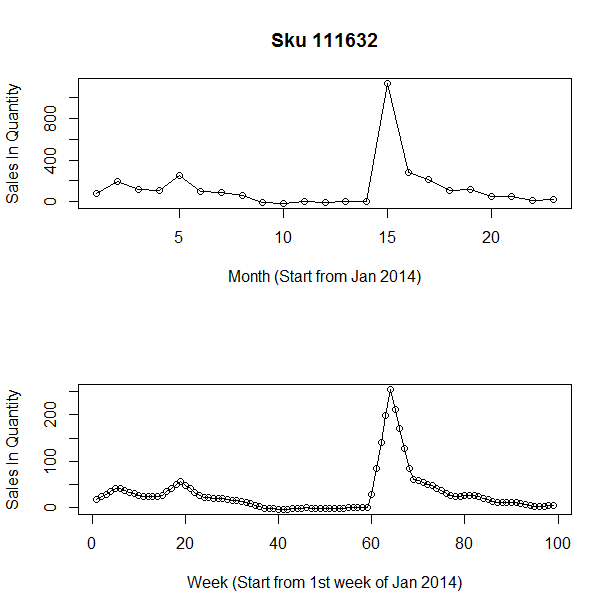 Sku 111632
Sales In Quantity
0 400 800
5 10 15 20
Month (Start from Jan 2014)
Sales In Quantity
0 100 200
0 20 40 60 80 100
Week (Start from 1st week of Jan 2014)